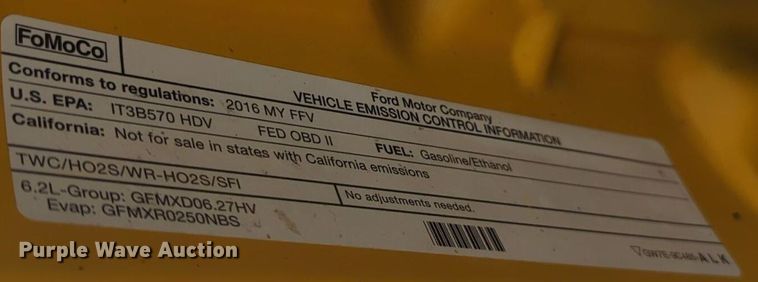 FoMoCo
Ford Motor Company
VEHICLE EMISSION CONTROL INFORMATION
Conforms to regulations: 2016 MY FFV
U.S. EPA: IT3B570 HDV FED OBD II FUEL: Gasoline/Ethanol
California: Not for sale in states with California emissions
TWC/HO2S/WR-HO2S/SFI
No adjustments needed.
6.2L-Group: GFMXD06.27HV
Evap: GFMXR0250NBS
ALK
Purple Wave Auction